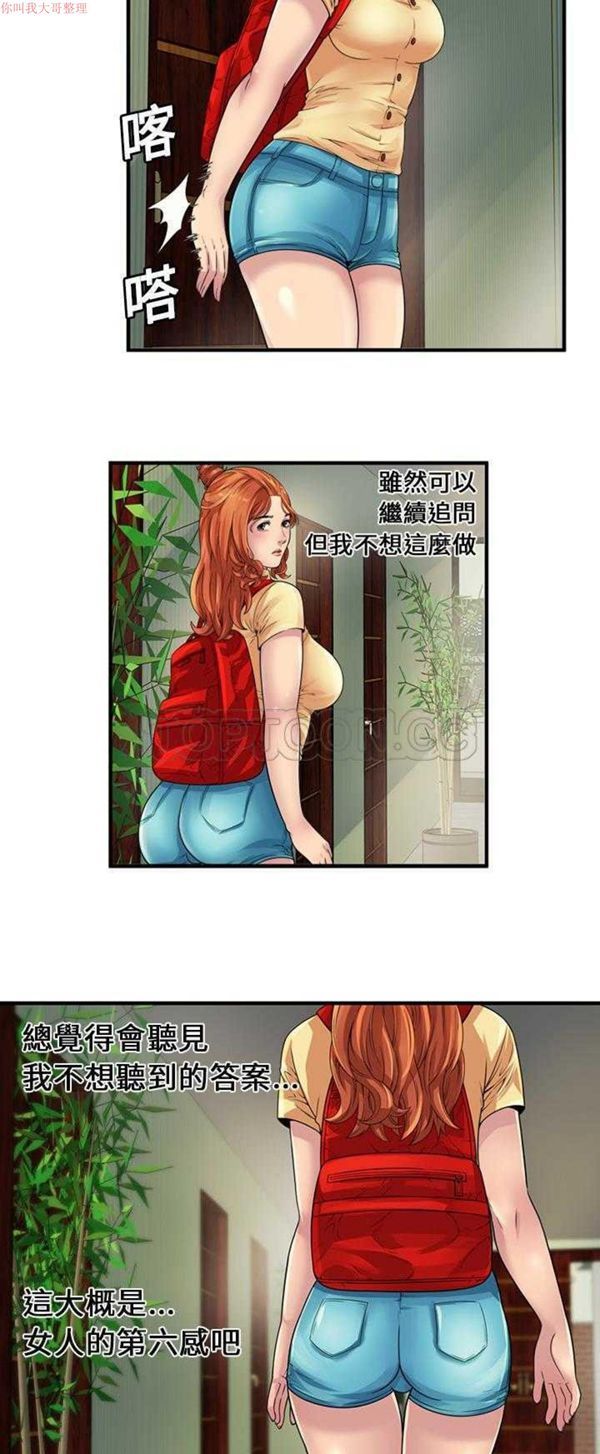 你叫我大哥整理
喀
嗒
雖然可以
繼續追問
但我不想這麼做
TOPTOON.CC
總覺得會聽見
我不想聽到的答案...
這大概是...
女人的第六感吧